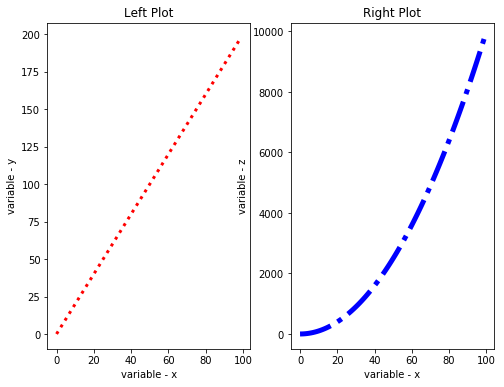 Left Plot
200
175
150
125
100
75
50
25
0
variable - y
0 20 40 60 80 100
variable - x
Right Plot
10000
8000
6000
4000
2000
0
variable - z
0 20 40 60 80 100
variable - x